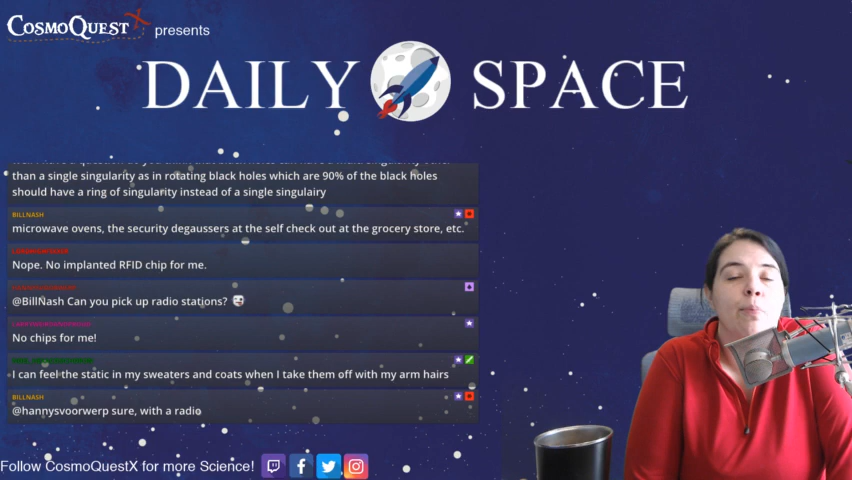 COSMOQUEST X presents
DAILY SPACE
than a single singularity as in rotating black holes which are 90% of the black holes
should have a ring of singularity instead of a single singulairy
BILLNASH
microwave ovens, the security degaussers at the self check out at the grocery store, etc.
Nope. No implanted RFID chip for me.
@BillNash Can you pick up radio stations?
No chips for me!
I can feel the static in my sweaters and coats when I take them off with my arm hairs
BILLNASH
@hannysvoorwerp sure, with a radio
Follow CosmoQuestX for more Science!